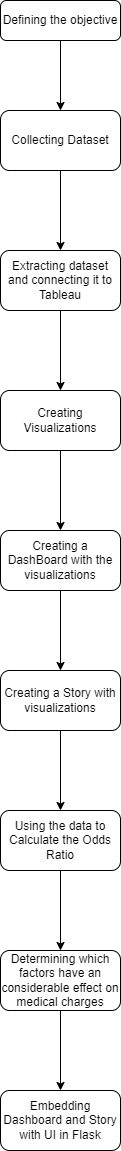 Defining the objective
Collecting Dataset
Extracting dataset
and connecting it to
Tableau
Creating
Visualizations
Creating a
DashBoard with the
visualizations
Creating a Story with
visualizations
Using the data to
Calculate the Odds
Ratio
Determining which
factors have an
considerable effect on
medical charges
Embedding
Dashboard and Story
with UI in Flask